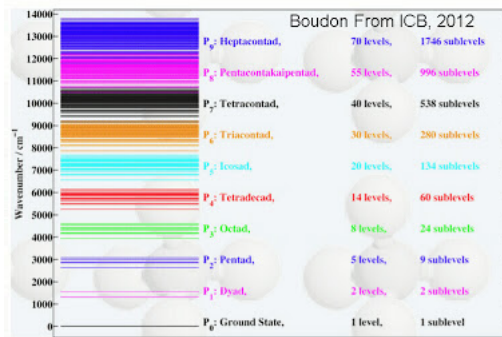 Boudon From ICB, 2012
Wavenumber / cm⁻¹
14000
13000
12000
11000
10000
9000
8000
7000
6000
5000
4000
3000
2000
1000
0
P₉: Heptacontad, 70 levels, 1746 sublevels
P₈: Pentacontakaipentad, 55 levels, 996 sublevels
P₇: Tetracontad, 40 levels, 538 sublevels
P₆: Triacontad, 30 levels, 280 sublevels
P₅: Icosad, 20 levels, 134 sublevels
P₄: Tetradecad, 14 levels, 60 sublevels
P₃: Octad, 8 levels, 24 sublevels
P₂: Pentad, 5 levels, 9 sublevels
P₁: Dyad, 2 levels, 2 sublevels
P₀: Ground State, 1 level, 1 sublevel